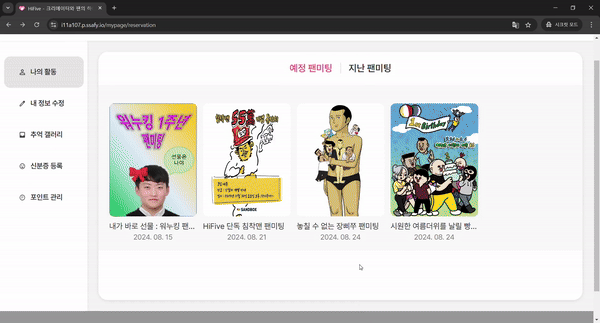 HiFive - 크리에이터와 팬의 하
i11a107.p.ssafy.io/mypage/reservation
시크릿 모드
나의 활동
내 정보 수정
추억 갤러리
신분증 등록
포인트 관리
예정 팬미팅
지난 팬미팅
워누킹 1주년
팬미팅
선물은
나야
SANDBOX
Birthday
내가 바로 선물 : 워누킹 팬...
2024. 08. 15
HiFive 단독 침착맨 팬미팅
2024. 08. 21
놓칠 수 없는 장삐쭈 팬미팅
2024. 08. 24
시원한 여름더위를 날릴 빵...
2024. 08. 24